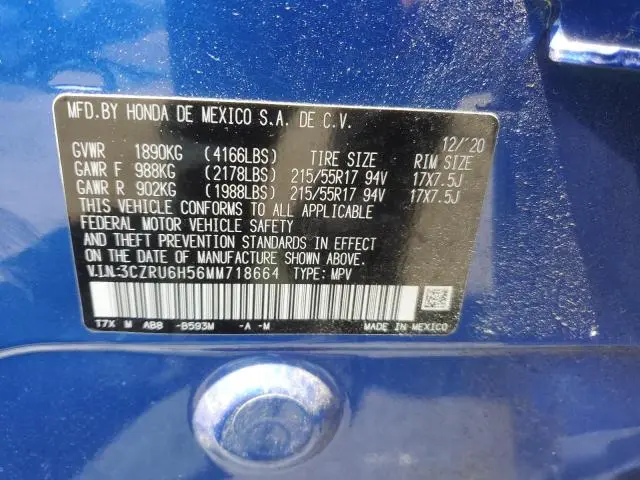 MFD.BY HONDA DE MEXICO S.A. DE C.V.
12/'20
GVWR 1890KG (4166LBS) TIRE SIZE RIM SIZE
GAWR F 988KG (2178LBS) 215/55R17 94V 17X7.5J
GAWR R 902KG (1988LBS) 215/55R17 94V 17X7.5J
THIS VEHICLE CONFORMS TO ALL APPLICABLE
FEDERAL MOTOR VEHICLE SAFETY
AND THEFT PREVENTION STANDARDS IN EFFECT
ON THE DATE OF MANUFACTURE SHOWN ABOVE.
V.I.N:3CZRU6H56MM718664 TYPE: MPV
T7X M AB8 -B593M -A -M MADE IN MEXICO